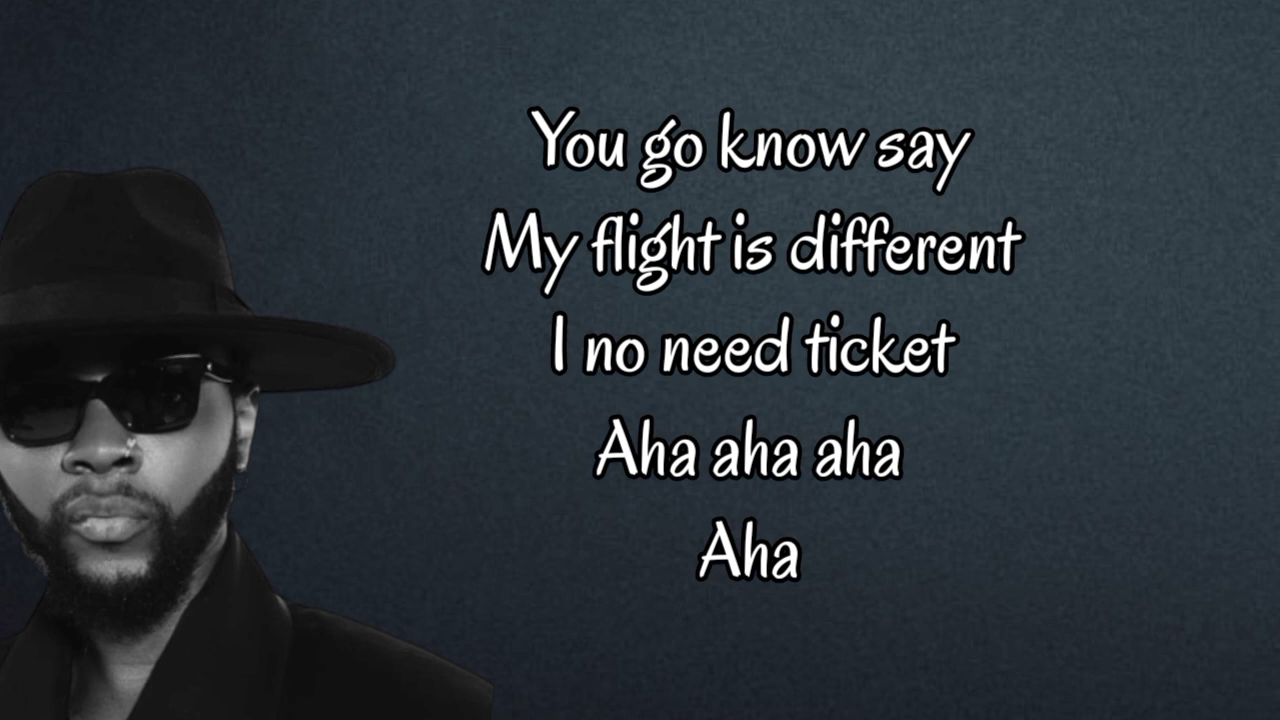 You go know say
My flight is different
I no need ticket
Aha aha aha
Aha